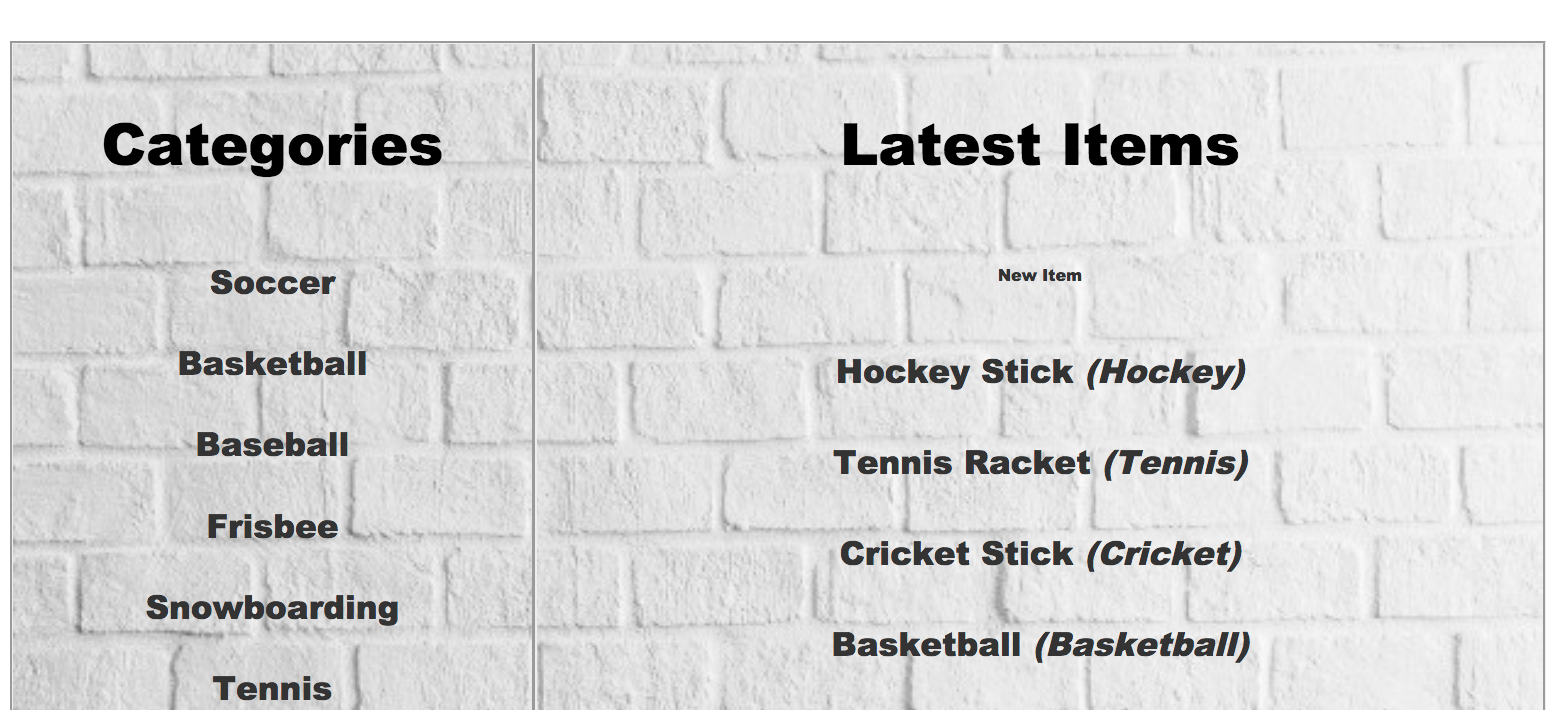 Categories
Soccer
Basketball
Baseball
Frisbee
Snowboarding
Tennis
Latest Items
New Item
Hockey Stick (Hockey)
Tennis Racket (Tennis)
Cricket Stick (Cricket)
Basketball (Basketball)